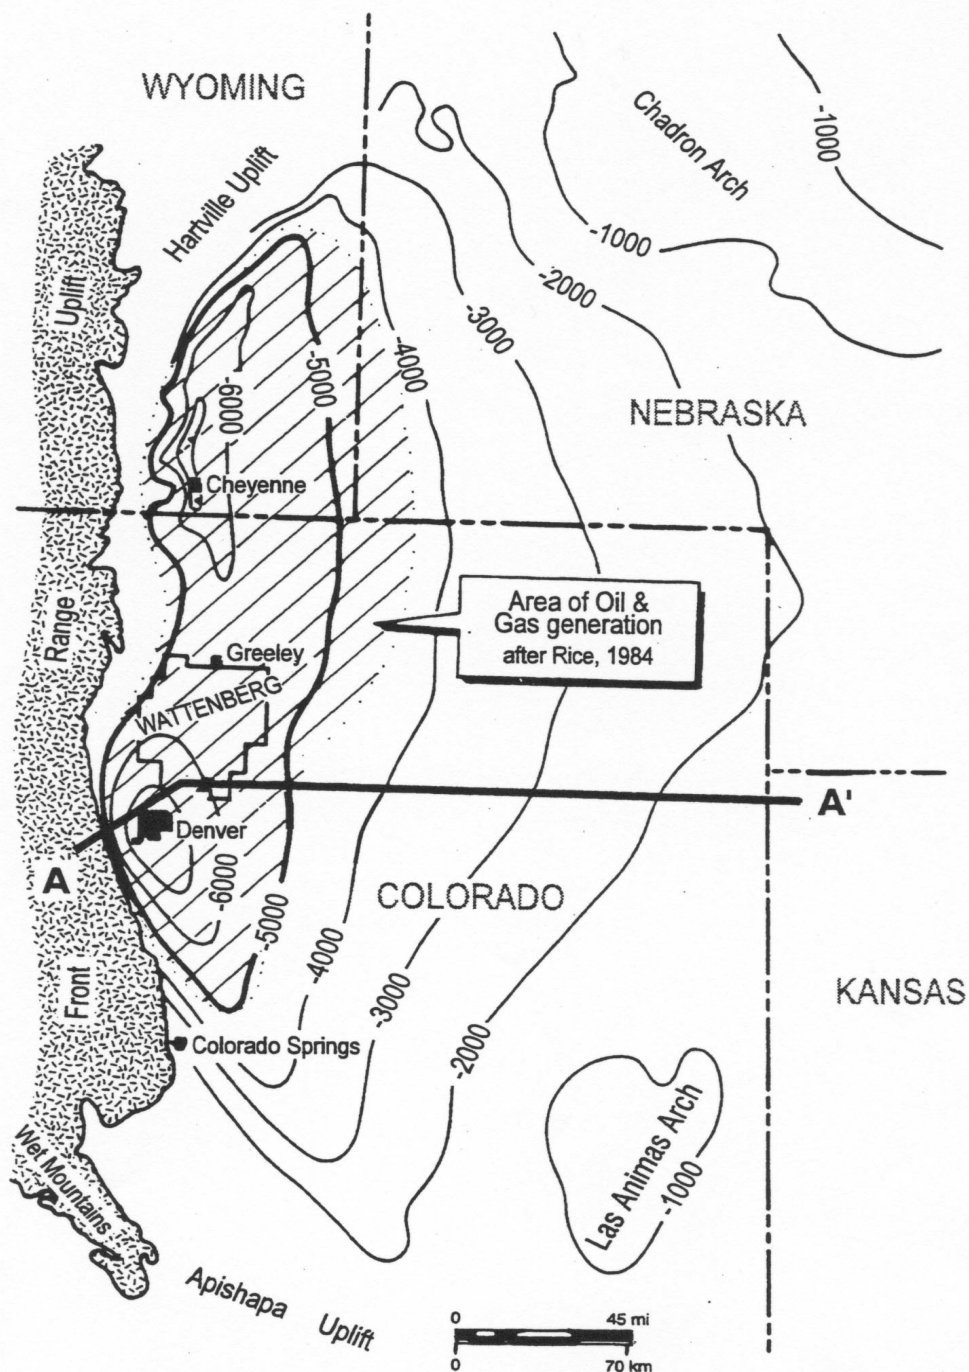 WYOMING
Chadron Arch
-1000
Hartville Uplift
-1000
-2000
Uplift
-3000
-4000
-5000
-6000
NEBRASKA
Cheyenne
Area of Oil &
Gas generation
after Rice, 1984
Range
Greeley
WATTENBERG
A'
Denver
A
-6000
COLORADO
-5000
-4000
Front
-3000
KANSAS
Colorado Springs
-2000
Las Animas Arch
-1000
Wet Mountains
Apishapa Uplift
0 45 mi
0 70 km